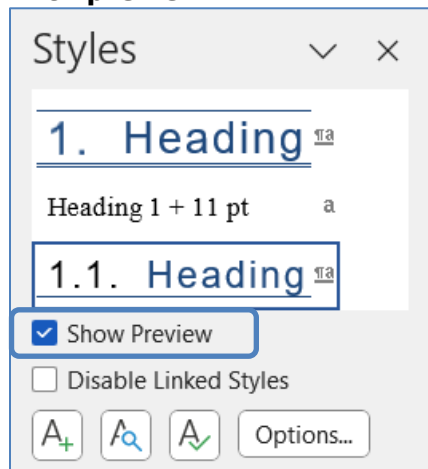 Styles
1. Heading ¶a
Heading 1 + 11 pt a
1.1. Heading ¶a
Show Preview
Disable Linked Styles
Options...